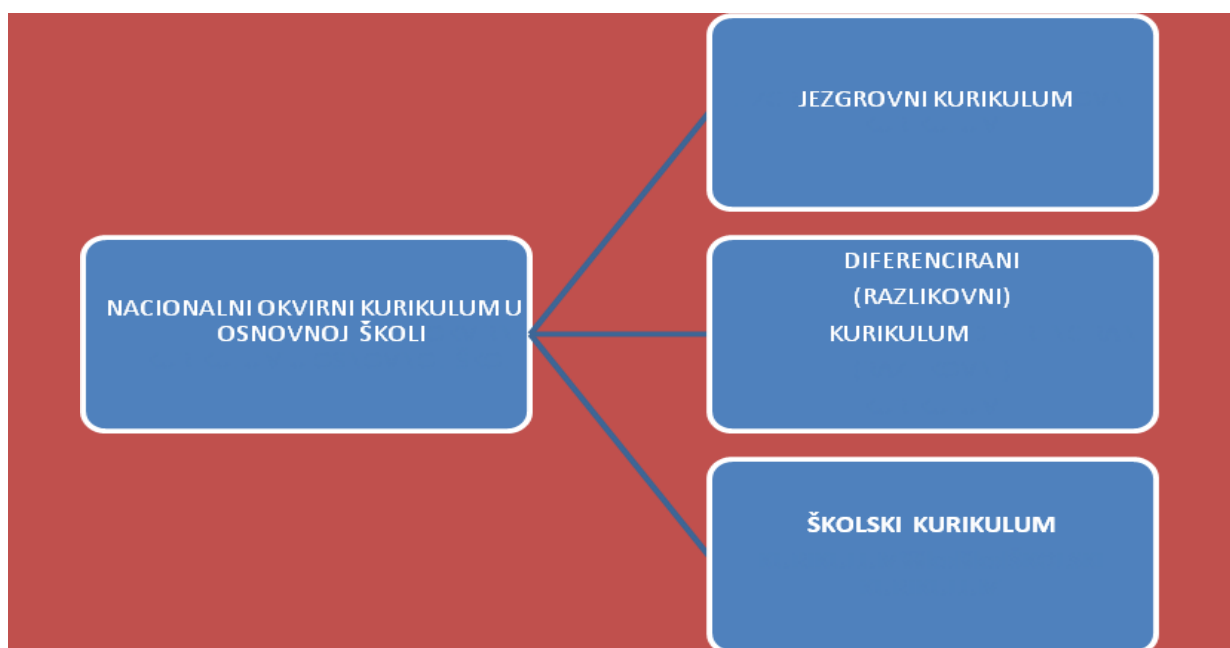 NACIONALNI OKVIRNI KURIKULUM U
OSNOVNOJ ŠKOLI
JEZGROVNI KURIKULUM
DIFERENCIRANI
(RAZLIKOVNI)
KURIKULUM
ŠKOLSKI KURIKULUM